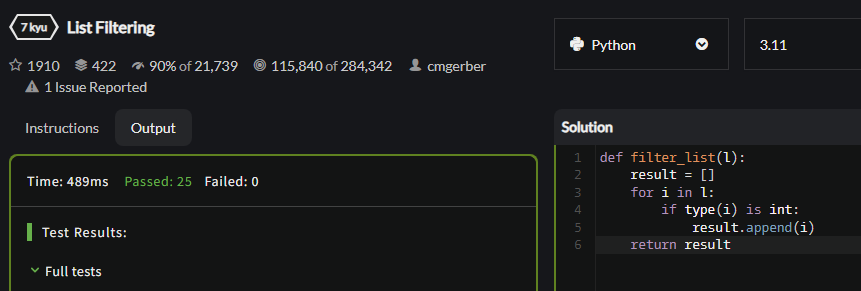 7 kyu List Filtering
1910 422 90% of 21,739 115,840 of 284,342 cmgerber
1 Issue Reported
Instructions Output
Time: 489ms Passed: 25 Failed: 0
Test Results:
Full tests
Python 3.11
Solution
1 def filter_list(l):
2     result = []
3     for i in l:
4         if type(i) is int:
5             result.append(i)
6     return result